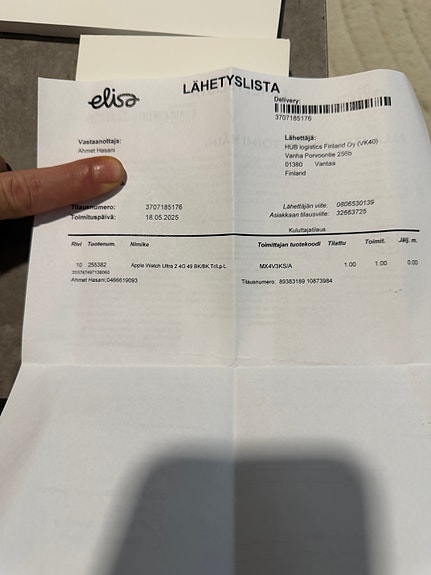 elisa
LÄHETYSLISTA
Delivery:
3707185176
Vastaanottaja:
Ahmet Hasani
Lähettäjä:
HUB logistics Finland Oy (VK40)
Vanha Porvoontie 256b
01380 Vantaa
Finland
Tilausnumero: 3707185176
Toimituspäivä: 18.05.2025
Lähettäjän viite: 0806530139
Asiakkaan tilausviite: 32663725
Kuluttajatilaus
Rivi Tuotenum. Nimike Toimittajan tuotekoodi Tilattu Toimit. Jälj. m.
10 255382 Apple Watch Ultra 2 4G 49 BK/BK.Tr/Lp-L MX4V3KS/A 1.00 1.00 0.00
Ahmet Hasani;0466619093 Tilausnumero: 89383189 10873984